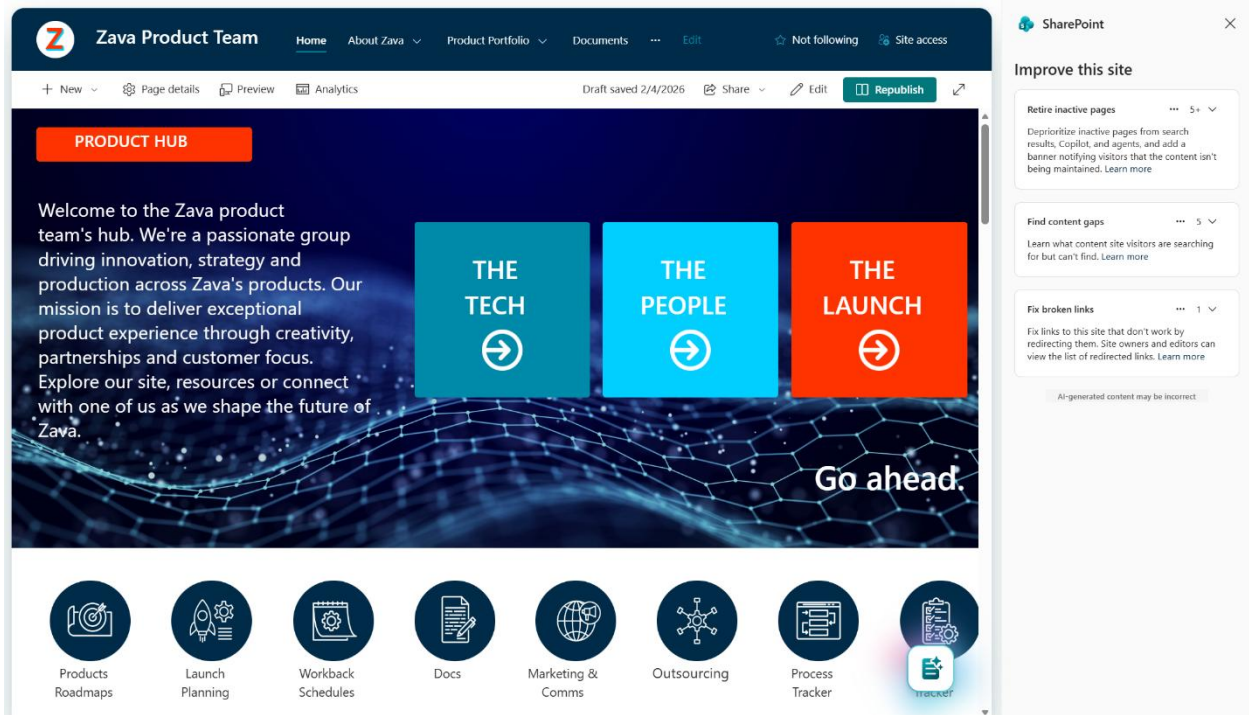 Z
Zava Product Team
Home
About Zava
Product Portfolio
Documents
...
Edit
Not following
Site access
New
Page details
Preview
Analytics
Draft saved 2/4/2026
Share
Edit
Republish
PRODUCT HUB
Welcome to the Zava product
team's hub. We're a passionate group
driving innovation, strategy and
production across Zava's products. Our
mission is to deliver exceptional
product experience through creativity,
partnerships and customer focus.
Explore our site, resources or connect
with one of us as we shape the future of
Zava.
THE
TECH
THE
PEOPLE
THE
LAUNCH
Go ahead.
Products
Roadmaps
Launch
Planning
Workback
Schedules
Docs
Marketing &
Comms
Outsourcing
Process
Tracker
Tracker
SharePoint
Improve this site
Retire inactive pages
... 5+
Deprioritize inactive pages from search
results, Copilot, and agents, and add a
banner notifying visitors that the content isn't
being maintained. Learn more
Find content gaps
... 5
Learn what content site visitors are searching
for but can't find. Learn more
Fix broken links
... 1
Fix links to this site that don't work by
redirecting them. Site owners and editors can
view the list of redirected links. Learn more
AI-generated content may be incorrect